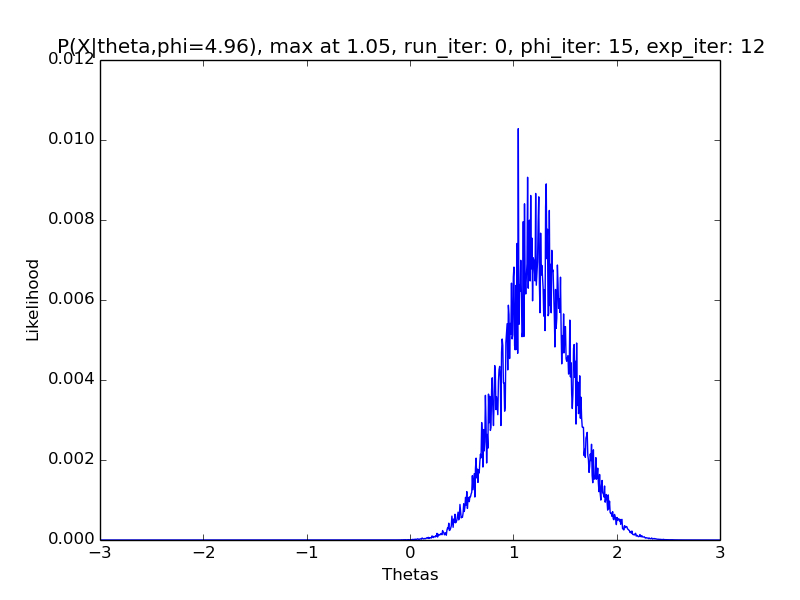 P(X|theta,phi=4.96), max at 1.05, run_iter: 0, phi_iter: 15, exp_iter: 12
0.012
0.010
0.008
0.006
0.004
0.002
0.000
Likelihood
−3 −2 −1 0 1 2 3
Thetas